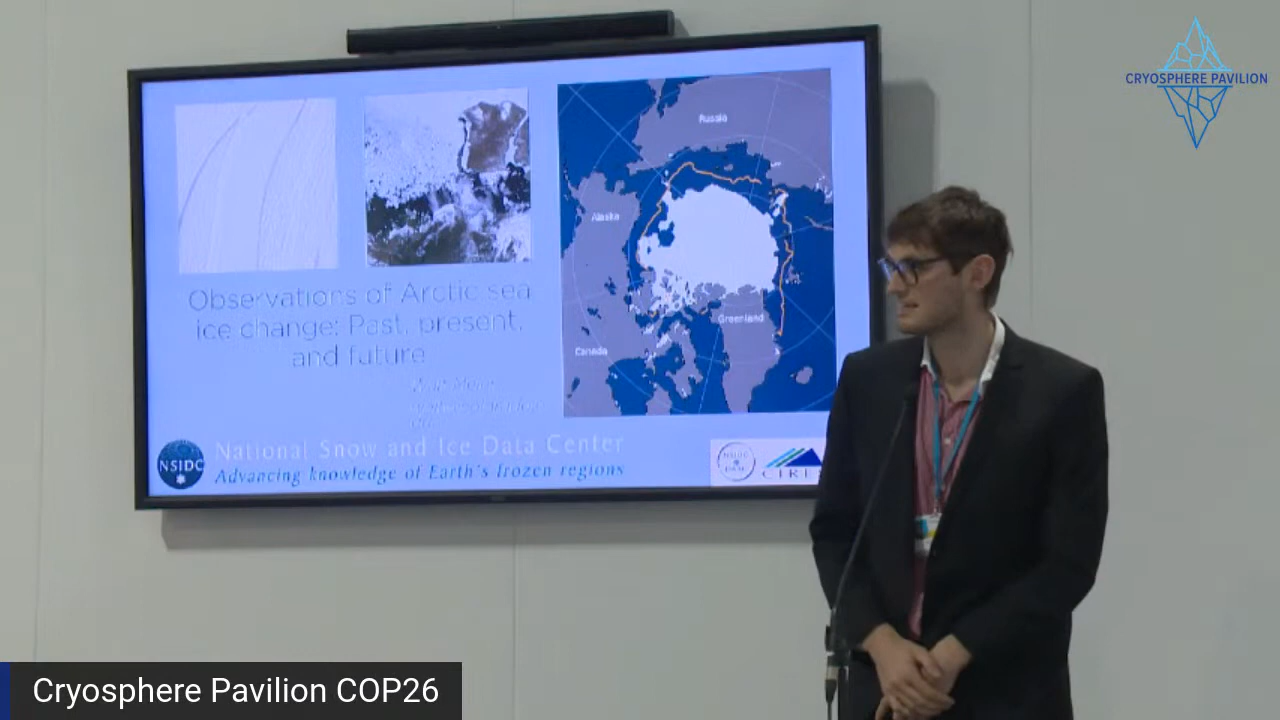 CRYOSPHERE PAVILION
Russia
Alaska
Greenland
Canada
Observations of Arctic sea
ice change: Past, present,
and future
NSIDC
National Snow and Ice Data Center
Advancing knowledge of Earth's frozen regions
NSIDC
Cryosphere Pavilion COP26